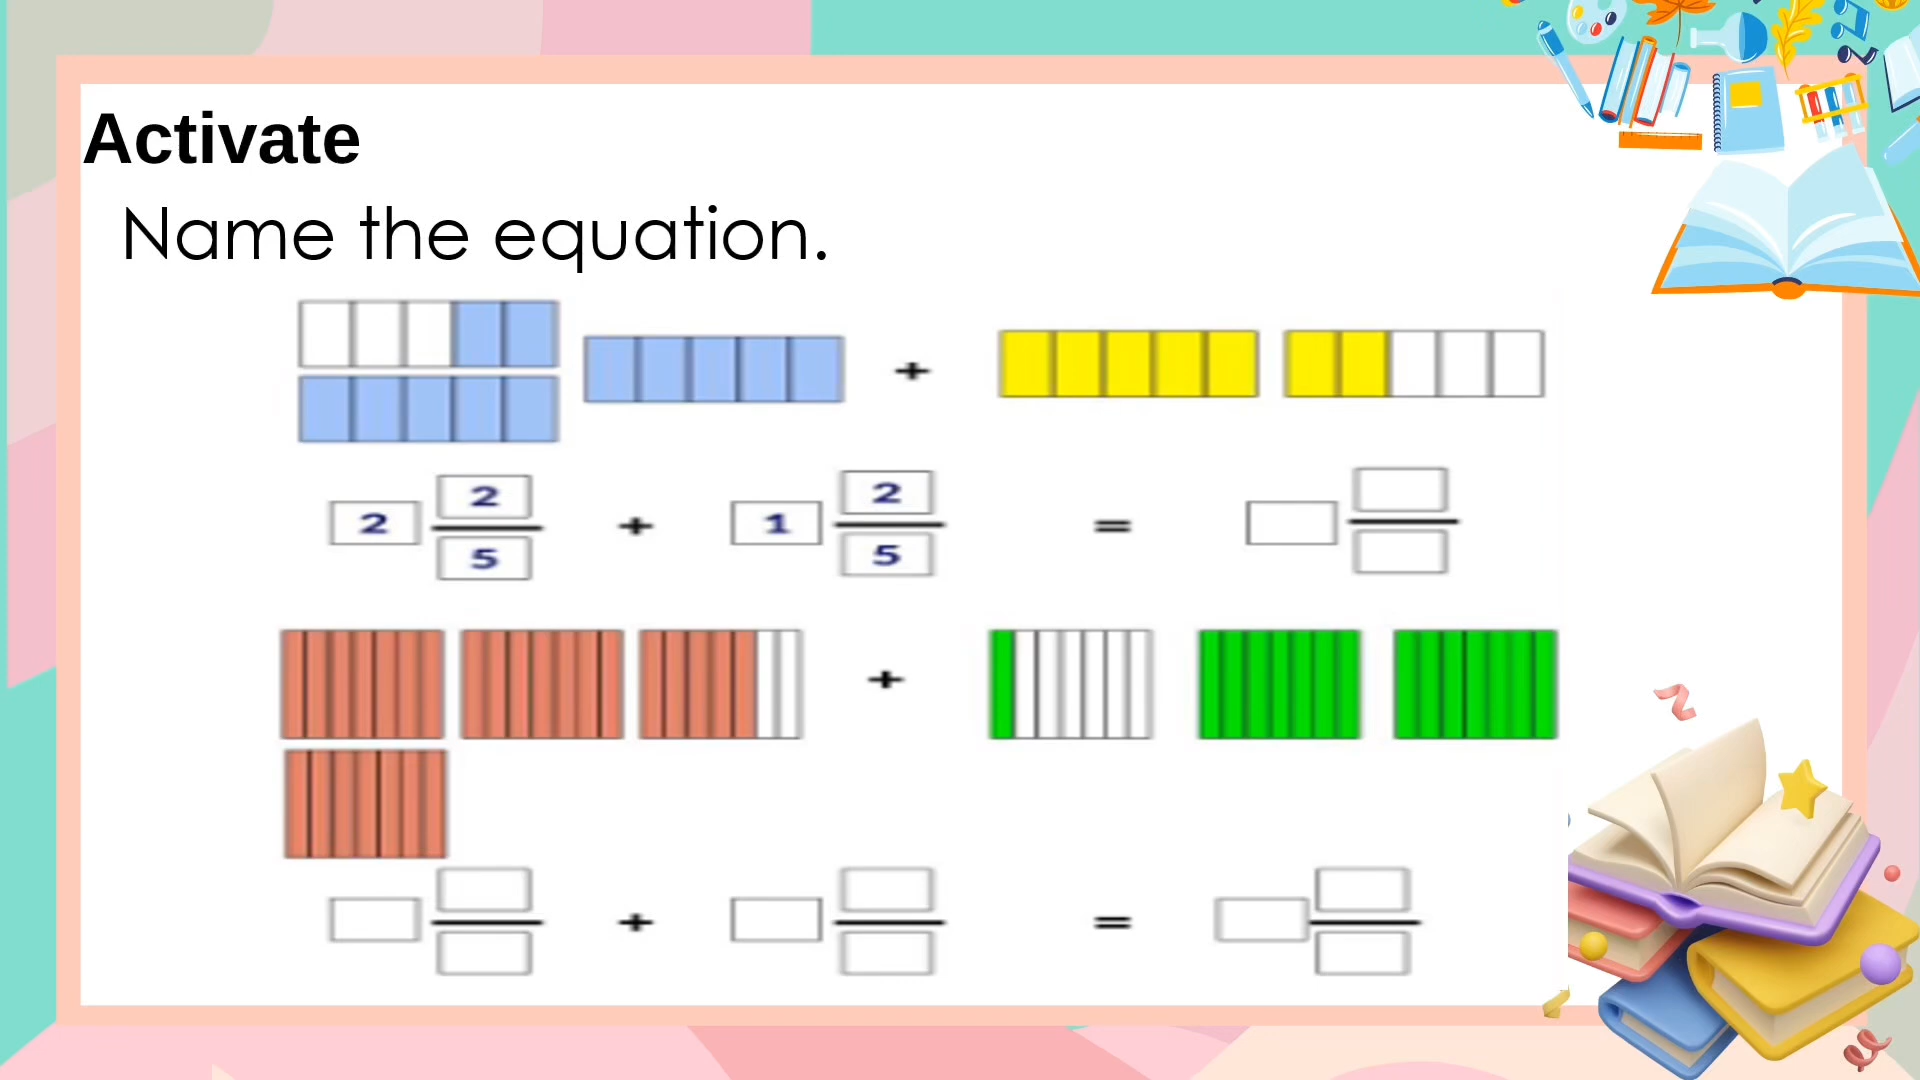 Activate
Name the equation.
+
2 2/5 + 1 2/5 =
+
+ =